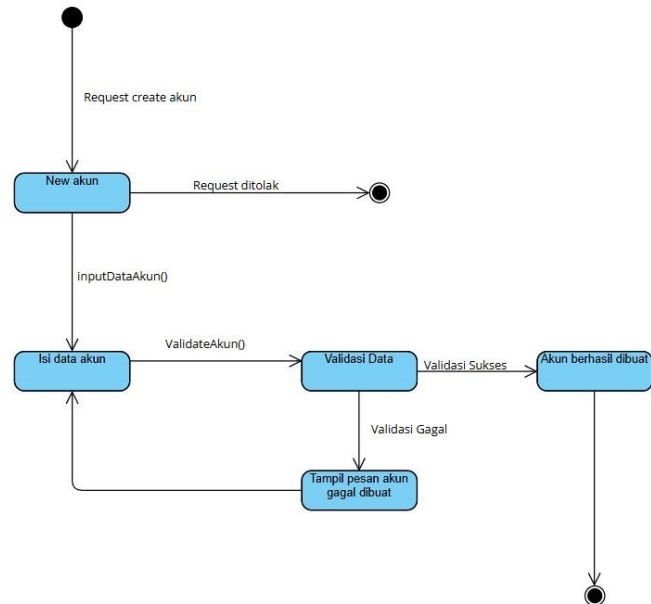 Request create akun
New akun
Request ditolak
inputDataAkun()
Isi data akun
ValidateAkun()
Validasi Data
Validasi Sukses
Akun berhasil dibuat
Validasi Gagal
Tampil pesan akun
gagal dibuat